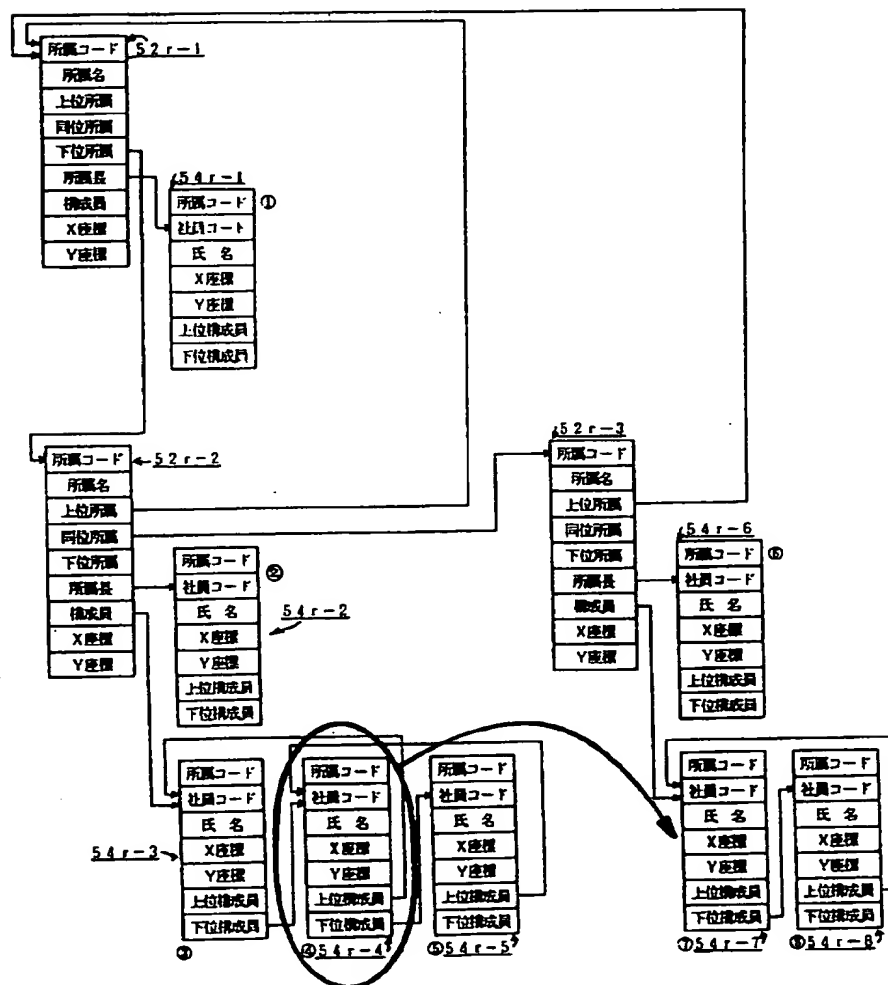 所属コード
52r-1
所属名
上位所属
同位所属
下位所属
所属長
構成員
X座標
Y座標
54r-1
所属コード ①
社員コード
氏 名
X座標
Y座標
上位構成員
下位構成員
所属コード
52r-2
所属名
上位所属
同位所属
下位所属
所属長
構成員
X座標
Y座標
所属コード ②
社員コード
氏 名
54r-2
X座標
Y座標
上位構成員
下位構成員
52r-3
所属コード
所属名
上位所属
同位所属
下位所属
所属長
構成員
X座標
Y座標
54r-6
所属コード ⑥
社員コード
氏 名
X座標
Y座標
上位構成員
下位構成員
所属コード
社員コード
氏 名
54r-3
X座標
Y座標
上位構成員
下位構成員
③
所属コード
社員コード
氏 名
X座標
Y座標
上位構成員
下位構成員
④54r-4
所属コード
社員コード
氏 名
X座標
Y座標
上位構成員
下位構成員
⑤54r-5
所属コード
社員コード
氏 名
X座標
Y座標
上位構成員
下位構成員
⑦54r-7
所属コード
社員コード
氏 名
X座標
Y座標
上位構成員
下位構成員
⑧54r-8